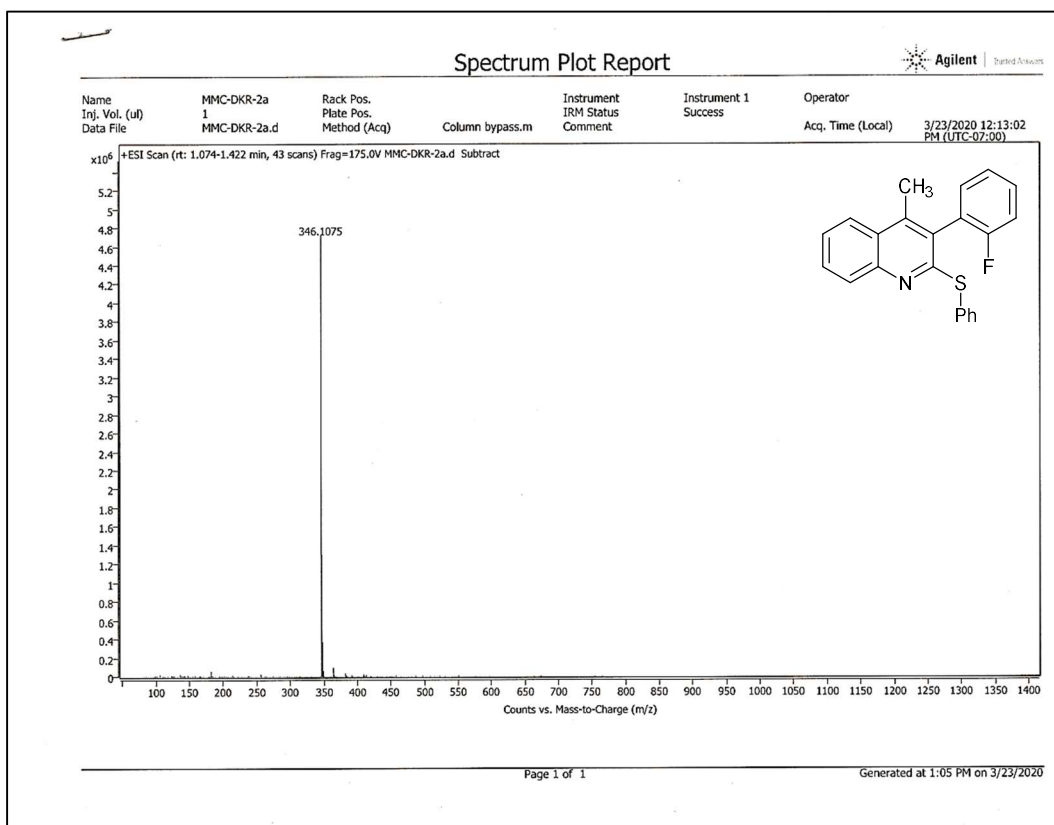 Spectrum Plot Report
Agilent Trusted Answers
Name MMC-DKR-2a Rack Pos. Instrument Instrument 1 Operator
Inj. Vol. (ul) 1 Plate Pos. IRM Status Success
Data File MMC-DKR-2a.d Method (Acq) Column bypass.m Comment Acq. Time (Local) 3/23/2020 12:13:02
PM (UTC-07:00)
x10⁶ +ESI Scan (rt: 1.074-1.422 min, 43 scans) Frag=175.0V MMC-DKR-2a.d Subtract
5.2
5
4.8
4.6
4.4
4.2
4
3.8
3.6
3.4
3.2
3
2.8
2.6
2.4
2.2
2
1.8
1.6
1.4
1.2
1
0.8
0.6
0.4
0.2
0
346.1075
CH₃
F
N
S
Ph
100 150 200 250 300 350 400 450 500 550 600 650 700 750 800 850 900 950 1000 1050 1100 1150 1200 1250 1300 1350 1400
Counts vs. Mass-to-Charge (m/z)
Page 1 of 1 Generated at 1:05 PM on 3/23/2020